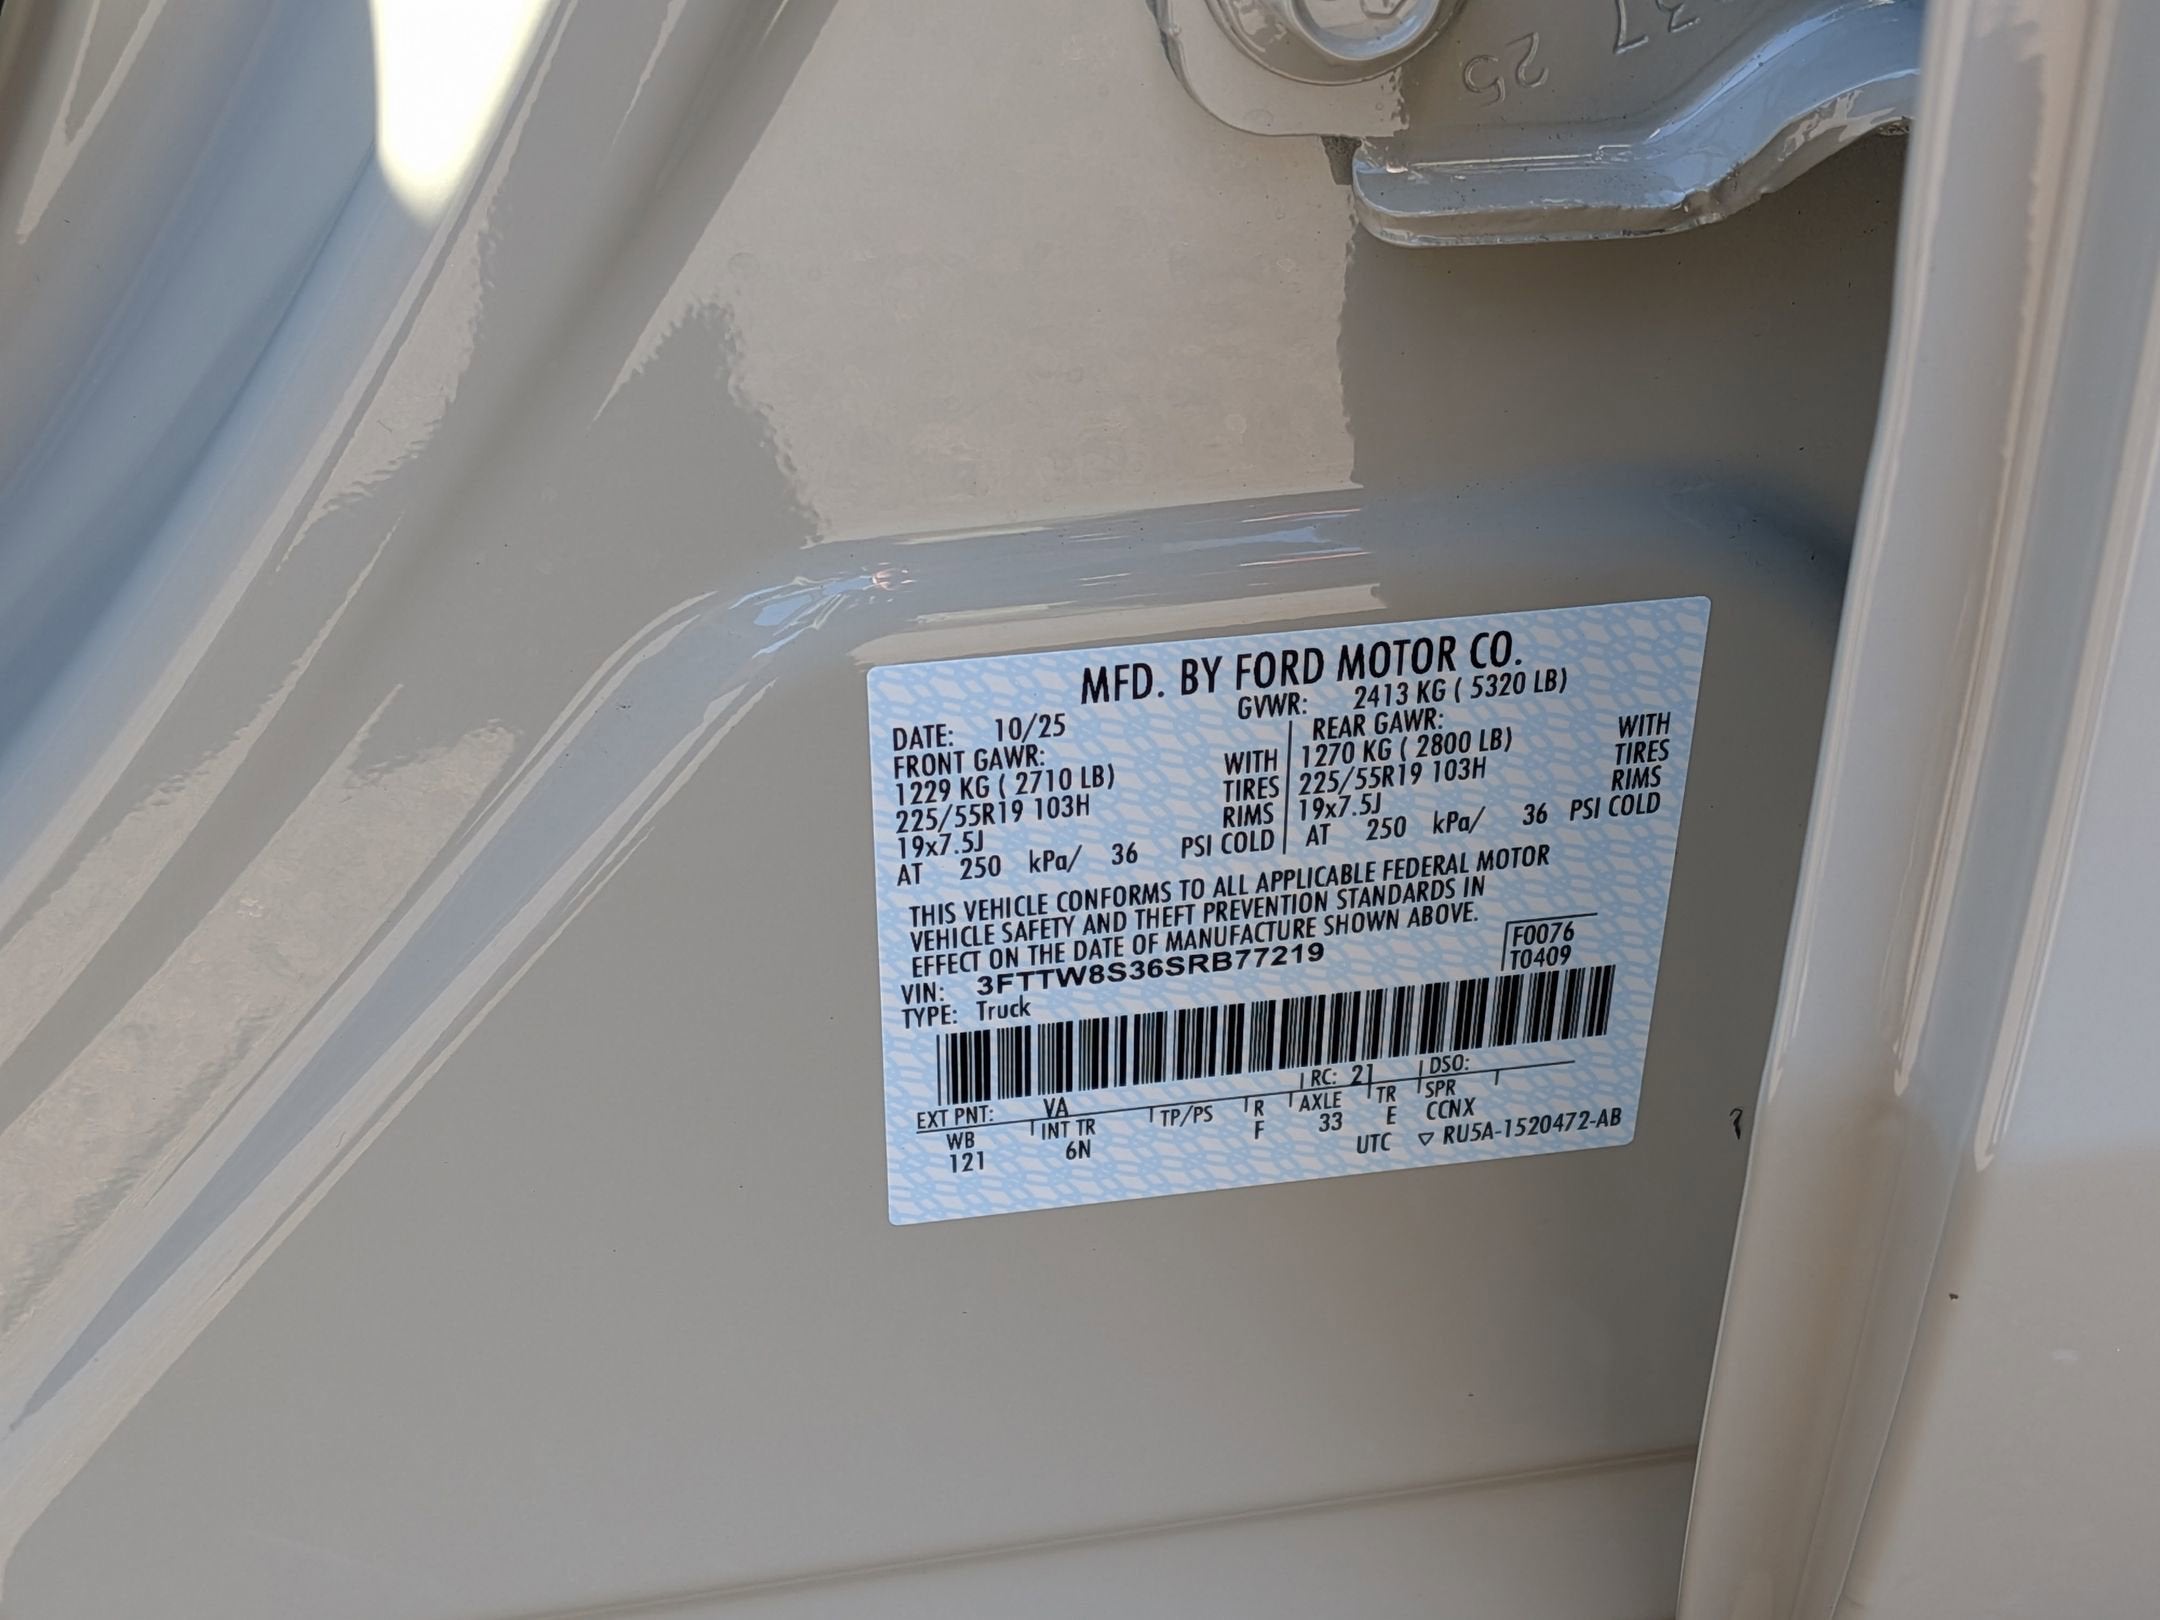 37
25
MFD. BY FORD MOTOR CO.
DATE: 10/25 GVWR: 2413 KG ( 5320 LB)
FRONT GAWR: REAR GAWR:
1229 KG ( 2710 LB) WITH 1270 KG ( 2800 LB) WITH
225/55R19 103H TIRES 225/55R19 103H TIRES
19x7.5J RIMS 19x7.5J RIMS
AT 250 kPa/ 36 PSI COLD AT 250 kPa/ 36 PSI COLD
THIS VEHICLE CONFORMS TO ALL APPLICABLE FEDERAL MOTOR
VEHICLE SAFETY AND THEFT PREVENTION STANDARDS IN
EFFECT ON THE DATE OF MANUFACTURE SHOWN ABOVE.
VIN: 3FTTW8S36SRB77219 F0076
TYPE: Truck T0409
EXT PNT: VA RC: 21 DSO:
WB INT TR TP/PS R AXLE TR SPR
121 6N F 33 E CCNX
UTC ▽ RU5A-1520472-AB